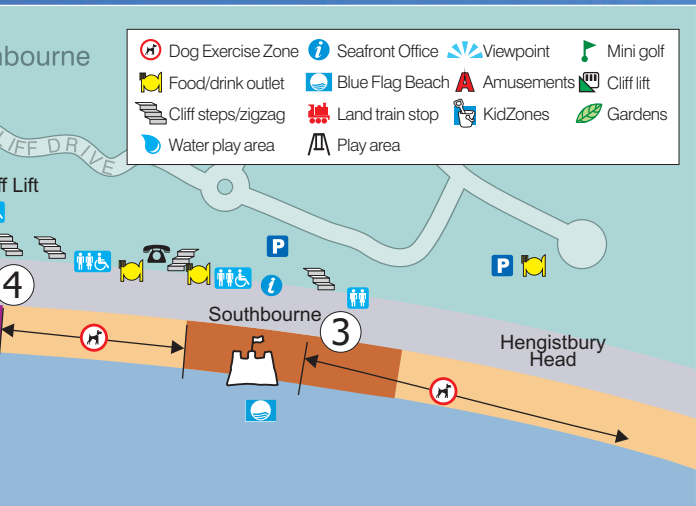 hbourne
Dog Exercise Zone
Seafront Office
Viewpoint
Mini golf
Food/drink outlet
Blue Flag Beach
Amusements
Cliff lift
Cliff steps/zigzag
Land train stop
KidZones
Gardens
Water play area
Play area
LIFF DRIVE
ff Lift
P
P
i
4
Southbourne
3
Hengistbury
Head